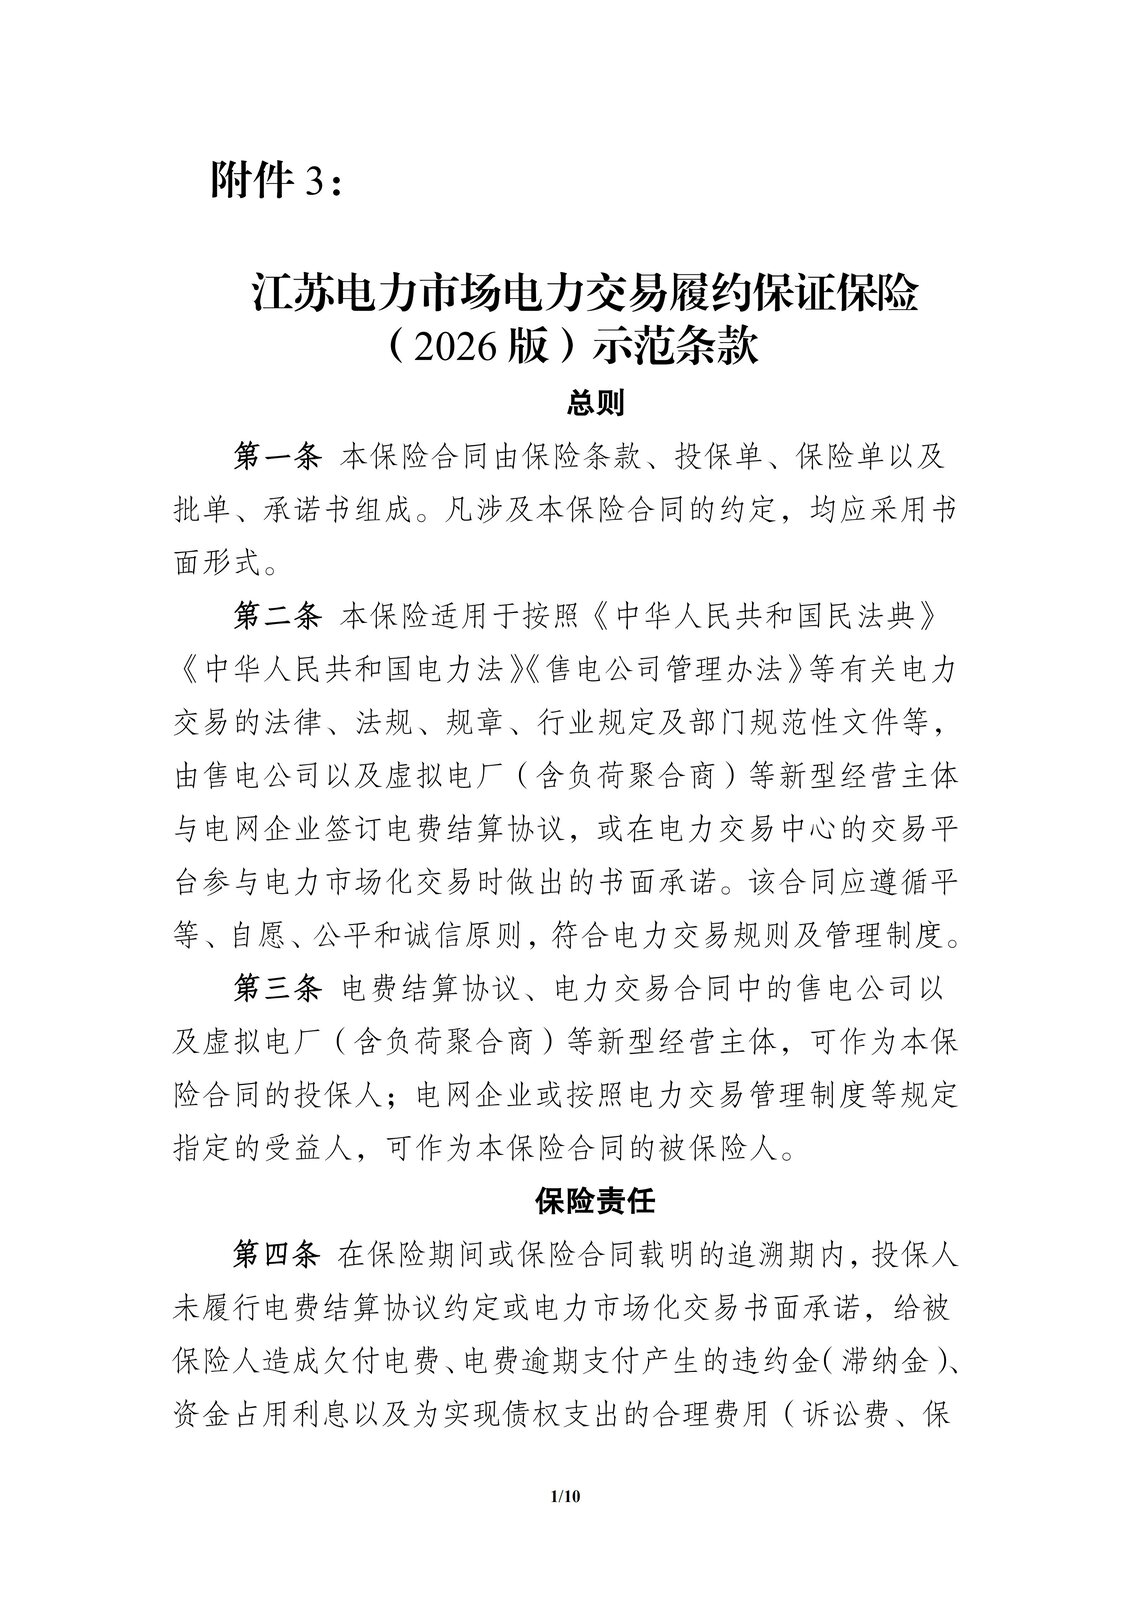 附件 3：
江苏电力市场电力交易履约保证保险
（2026 版）示范条款
总则
第一条 本保险合同由保险条款、投保单、保险单以及
批单、承诺书组成。凡涉及本保险合同的约定，均应采用书
面形式。
第二条 本保险适用于按照《中华人民共和国民法典》
《中华人民共和国电力法》《售电公司管理办法》等有关电力
交易的法律、法规、规章、行业规定及部门规范性文件等，
由售电公司以及虚拟电厂（含负荷聚合商）等新型经营主体
与电网企业签订电费结算协议，或在电力交易中心的交易平
台参与电力市场化交易时做出的书面承诺。该合同应遵循平
等、自愿、公平和诚信原则，符合电力交易规则及管理制度。
第三条 电费结算协议、电力交易合同中的售电公司以
及虚拟电厂（含负荷聚合商）等新型经营主体，可作为本保
险合同的投保人；电网企业或按照电力交易管理制度等规定
指定的受益人，可作为本保险合同的被保险人。
保险责任
第四条 在保险期间或保险合同载明的追溯期内，投保人
未履行电费结算协议约定或电力市场化交易书面承诺，给被
保险人造成欠付电费、电费逾期支付产生的违约金（滞纳金）、
资金占用利息以及为实现债权支出的合理费用（诉讼费、保
1/10